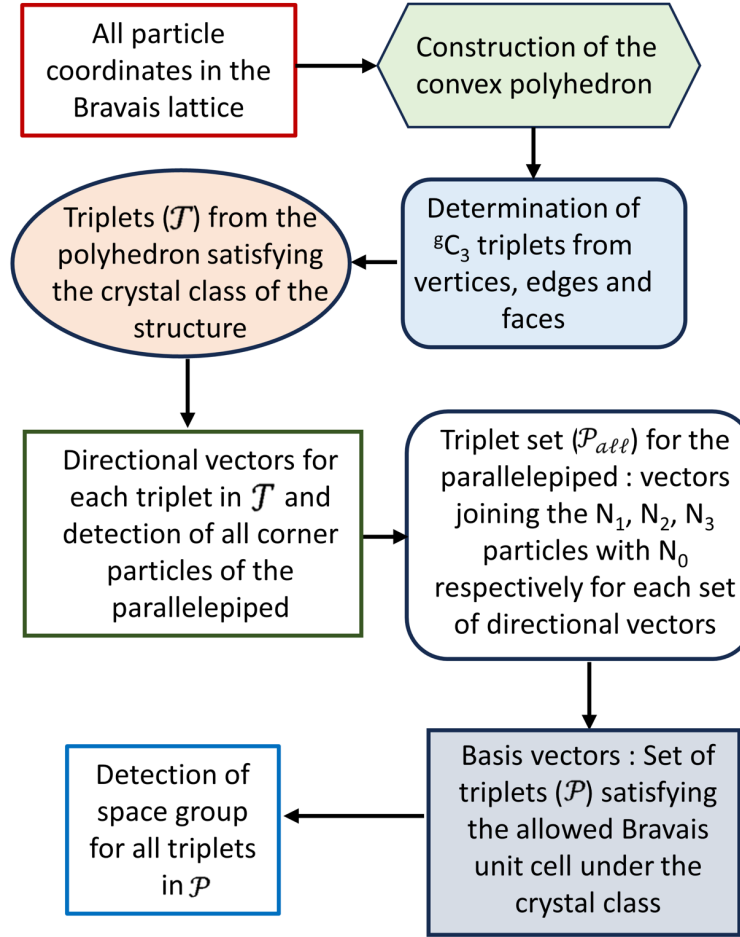 All particle
coordinates in the
Bravais lattice
Construction of the
convex polyhedron
Determination of
ᵍC₃ triplets from
vertices, edges and
faces
Triplets (𝒯) from the
polyhedron satisfying
the crystal class of the
structure
Directional vectors for
each triplet in 𝒯 and
detection of all corner
particles of the
parallelepiped
Triplet set (𝒫aℓℓ) for the
parallelepiped : vectors
joining the N₁, N₂, N₃
particles with N₀
respectively for each set
of directional vectors
Basis vectors : Set of
triplets (𝒫) satisfying
the allowed Bravais
unit cell under the
crystal class
Detection of
space group
for all triplets
in 𝒫